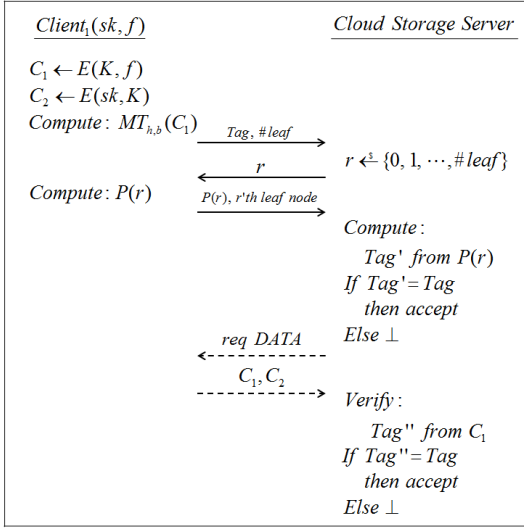 Client₁(sk, f)
Cloud Storage Server
C₁ ← E(K, f)
C₂ ← E(sk, K)
Compute : MT_{h,b}(C₁)
Tag, #leaf
r ←$ {0, 1, ⋯, #leaf}
r
Compute : P(r)
P(r), r'th leaf node
Compute :
Tag' from P(r)
If Tag' = Tag
then accept
Else ⊥
req DATA
C₁, C₂
Verify :
Tag'' from C₁
If Tag'' = Tag
then accept
Else ⊥